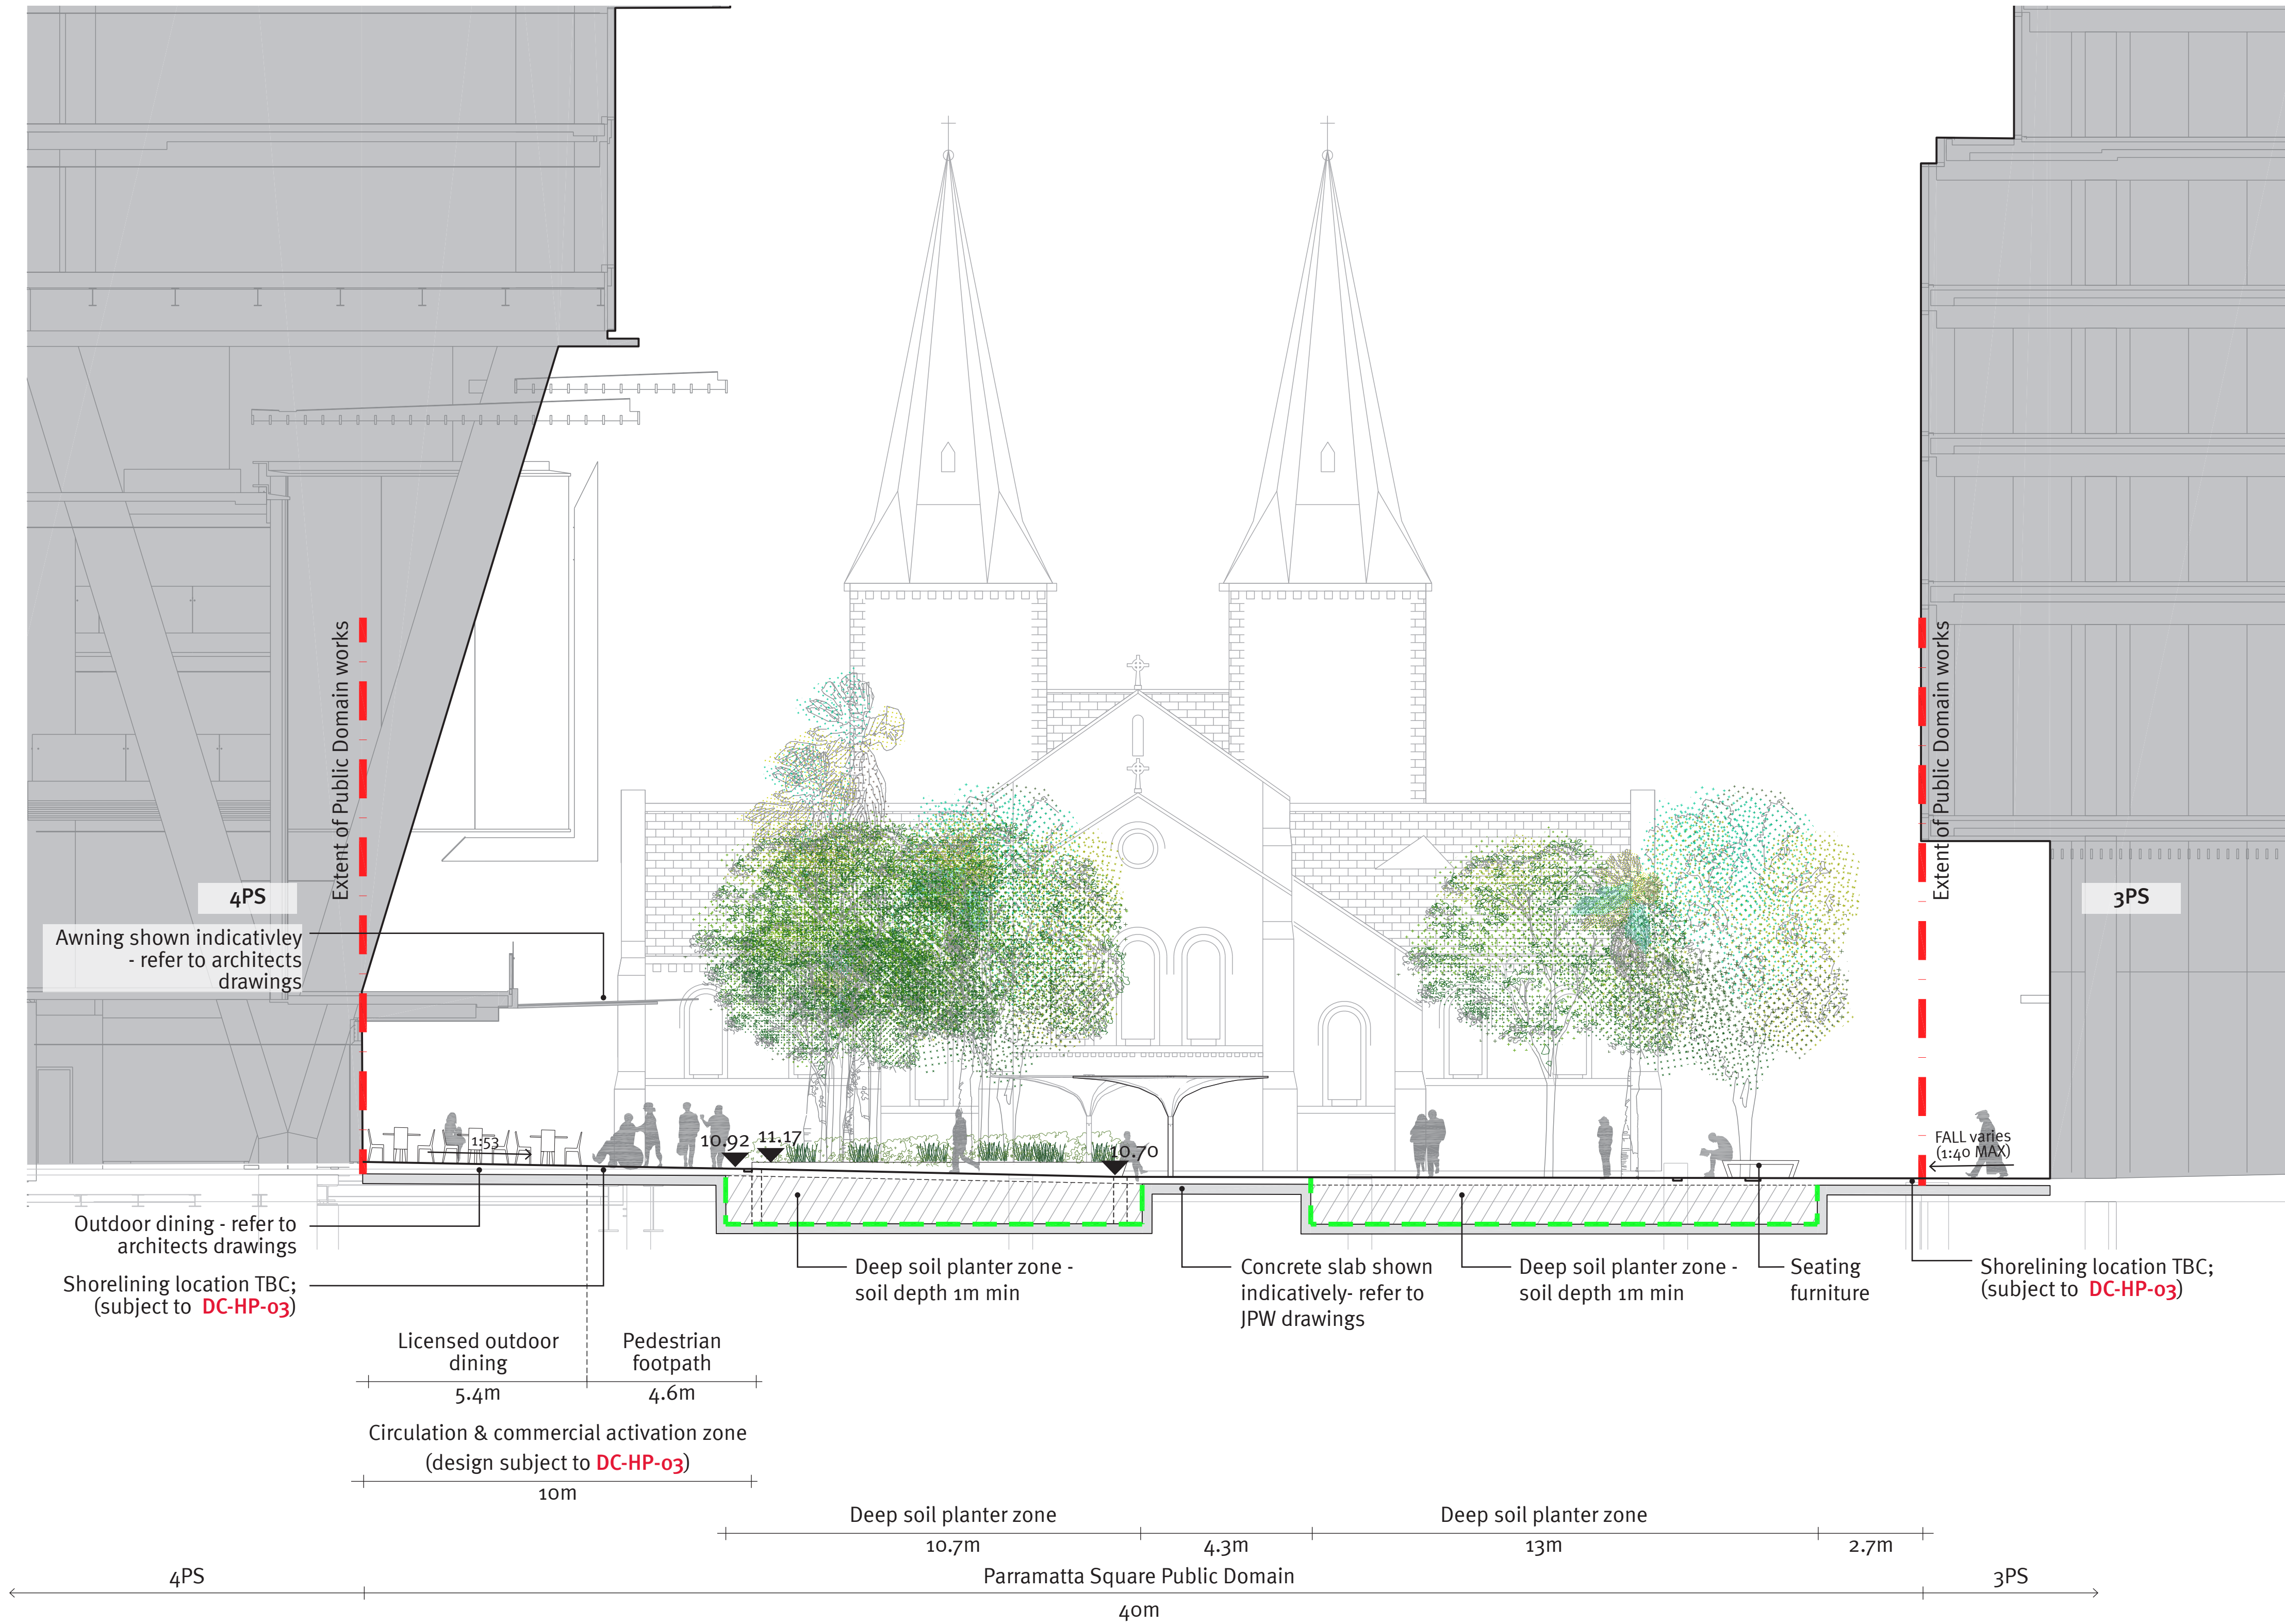 Extent of Public Domain works
Extent of Public Domain works
4PS
3PS
Awning shown indicativley
- refer to architects
drawings
1:53
10.92
11.17
10.70
FALL varies
(1:40 MAX)
Outdoor dining - refer to
architects drawings
Shorelining location TBC;
(subject to DC-HP-03)
Deep soil planter zone -
soil depth 1m min
Concrete slab shown
indicatively- refer to
JPW drawings
Deep soil planter zone -
soil depth 1m min
Seating
furniture
Shorelining location TBC;
(subject to DC-HP-03)
Licensed outdoor
dining
5.4m
Pedestrian
footpath
4.6m
Circulation & commercial activation zone
(design subject to DC-HP-03)
10m
Deep soil planter zone
Deep soil planter zone
10.7m
4.3m
13m
2.7m
4PS
Parramatta Square Public Domain
3PS
40m